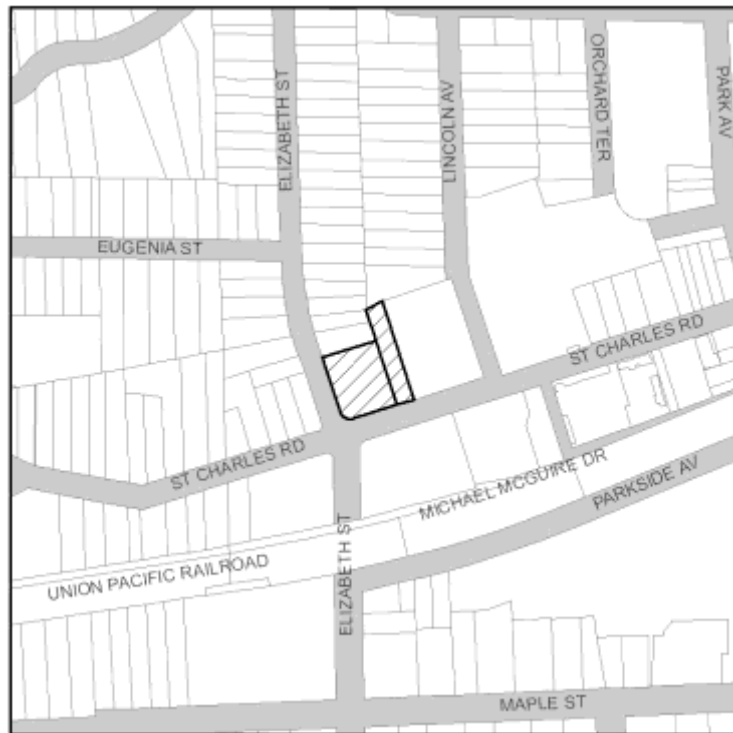 ELIZABETH ST
LINCOLN AV
ORCHARD TER
PARK AV
EUGENIA ST
ST CHARLES RD
ST CHARLES RD
MICHAEL MCGUIRE DR
PARKSIDE AV
UNION PACIFIC RAILROAD
ELIZABETH ST
MAPLE ST